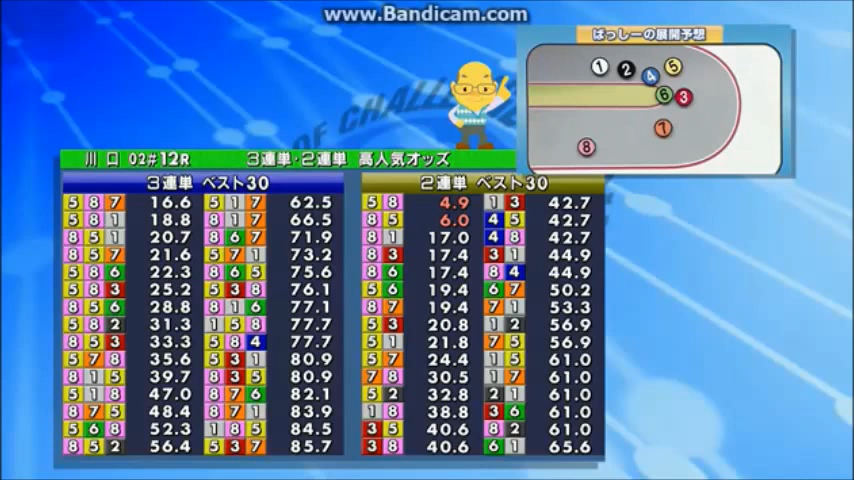 www.Bandicam.com
ばっしーの展開予想
1 2 4 5
6 3
7
8
OF CHALL
川口 02#12R 3連単・2連単 高人気オッズ
3連単 ベスト30 2連単 ベスト30
5 8 7 16.6 5 1 7 62.5 5 8 4.9 1 3 42.7
5 8 1 18.8 8 1 7 66.5 8 5 6.0 4 5 42.7
8 5 1 20.7 8 6 7 71.9 8 1 17.0 4 8 42.7
8 5 7 21.6 5 7 1 73.2 8 3 17.4 3 1 44.9
5 8 6 22.3 8 6 5 75.6 8 6 17.4 8 4 44.9
5 8 3 25.2 5 3 8 76.1 5 6 19.4 6 7 50.2
8 5 6 28.8 8 1 6 77.1 8 7 19.4 7 1 53.3
5 8 2 31.3 1 5 8 77.7 5 3 20.8 1 2 56.9
8 5 3 33.3 5 8 4 77.7 5 1 21.8 7 5 56.9
5 7 8 35.6 5 3 1 80.9 5 7 24.4 1 5 61.0
8 1 5 39.7 8 3 5 80.9 7 8 30.5 1 7 61.0
5 1 8 47.0 8 7 6 82.1 5 2 32.8 2 1 61.0
8 7 5 48.4 8 7 1 83.9 1 8 38.8 3 6 61.0
5 6 8 52.3 1 8 5 84.5 3 5 40.6 8 2 61.0
8 5 2 56.4 5 3 7 85.7 3 8 40.6 6 1 65.6